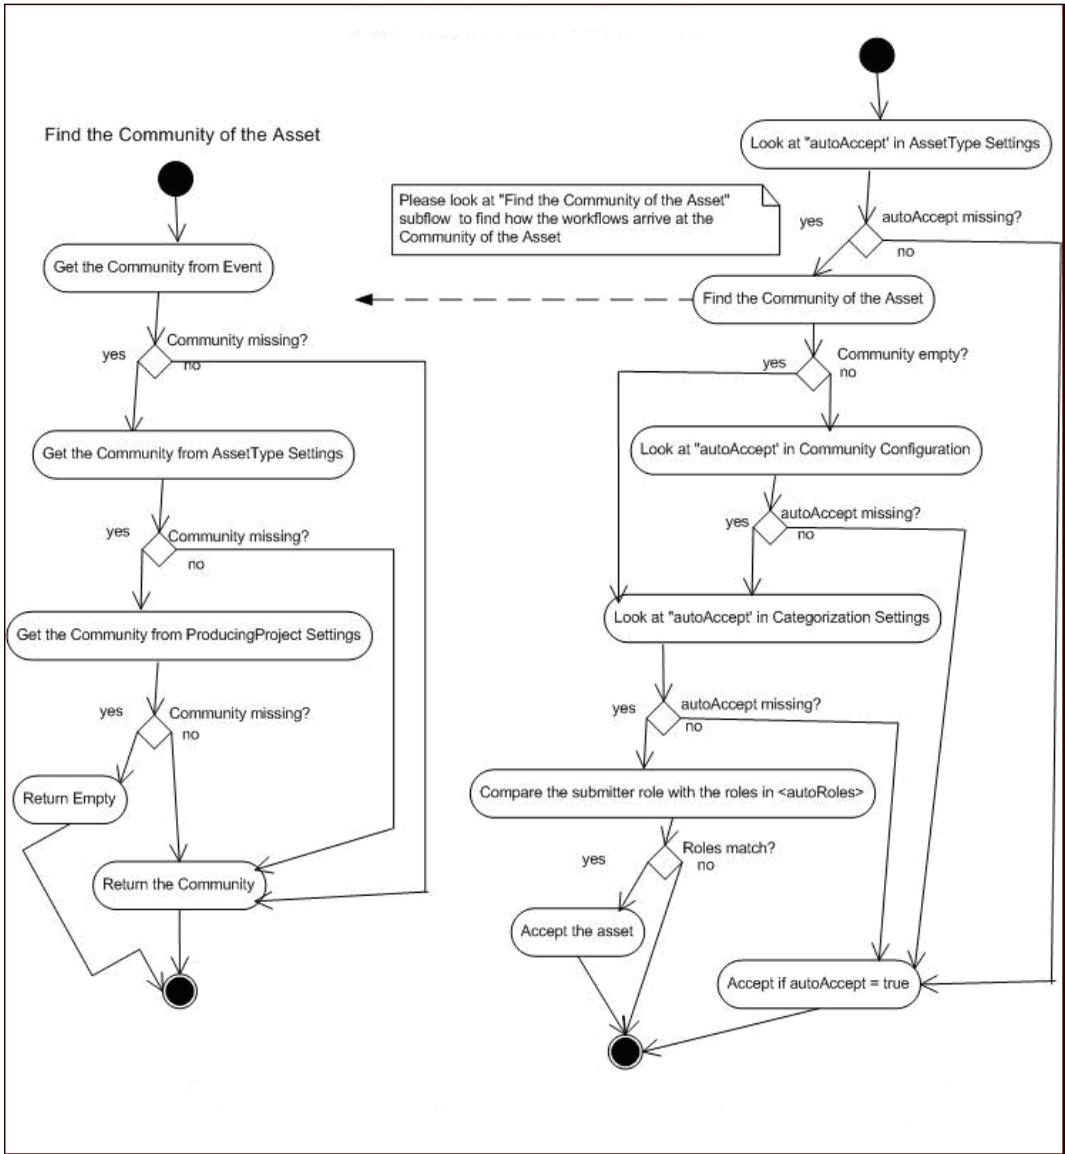 Find the Community of the Asset
Get the Community from Event
Community missing?
yes
no
Get the Community from AssetType Settings
yes
Community missing?
no
Get the Community from ProducingProject Settings
yes
Community missing?
no
Return Empty
Return the Community
Look at "autoAccept' in AssetType Settings
Please look at "Find the Community of the Asset"
subflow to find how the workflows arrive at the
Community of the Asset
yes
autoAccept missing?
no
Find the Community of the Asset
Community empty?
yes
no
Look at "autoAccept' in Community Configuration
autoAccept missing?
yes
no
Look at "autoAccept' in Categorization Settings
yes
autoAccept missing?
no
Compare the submitter role with the roles in <autoRoles>
Roles match?
yes
no
Accept the asset
Accept if autoAccept = true